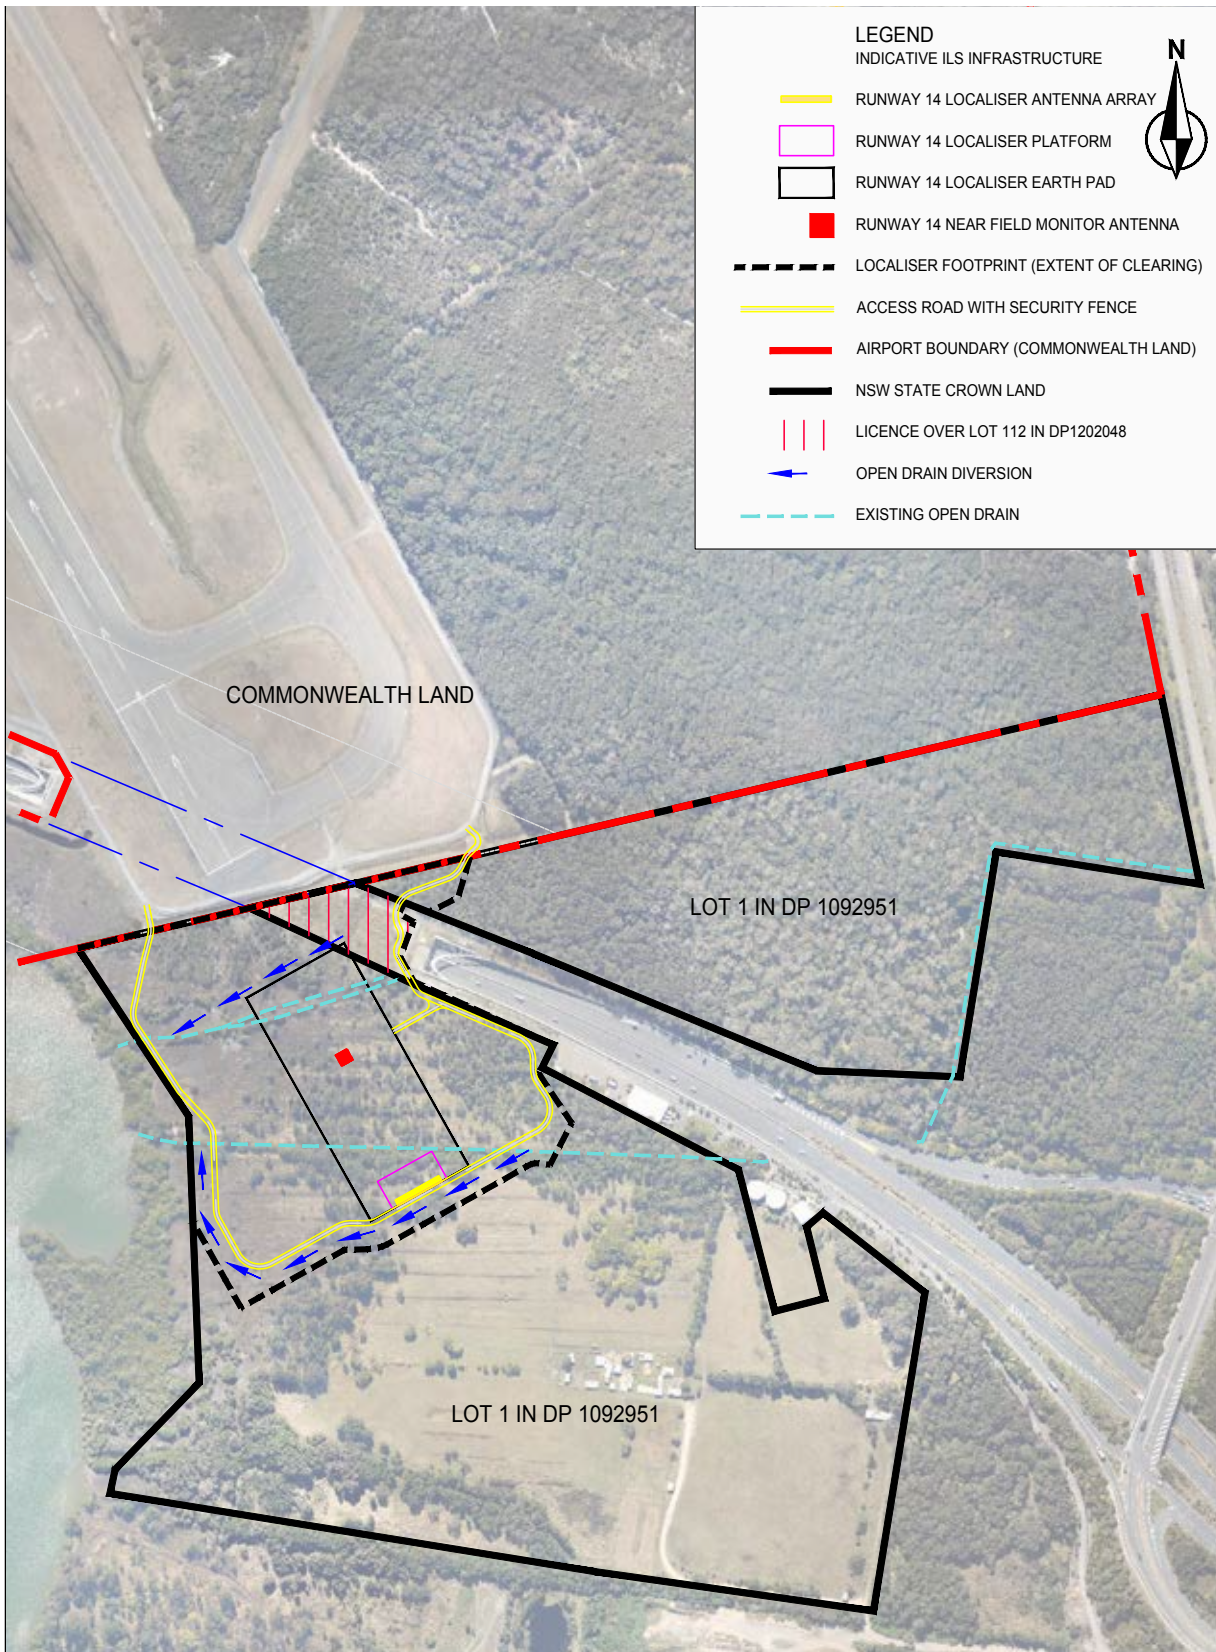 LEGEND
INDICATIVE ILS INFRASTRUCTURE
N
RUNWAY 14 LOCALISER ANTENNA ARRAY
RUNWAY 14 LOCALISER PLATFORM
RUNWAY 14 LOCALISER EARTH PAD
RUNWAY 14 NEAR FIELD MONITOR ANTENNA
LOCALISER FOOTPRINT (EXTENT OF CLEARING)
ACCESS ROAD WITH SECURITY FENCE
AIRPORT BOUNDARY (COMMONWEALTH LAND)
NSW STATE CROWN LAND
LICENCE OVER LOT 112 IN DP1202048
OPEN DRAIN DIVERSION
EXISTING OPEN DRAIN
COMMONWEALTH LAND
LOT 1 IN DP 1092951
LOT 1 IN DP 1092951